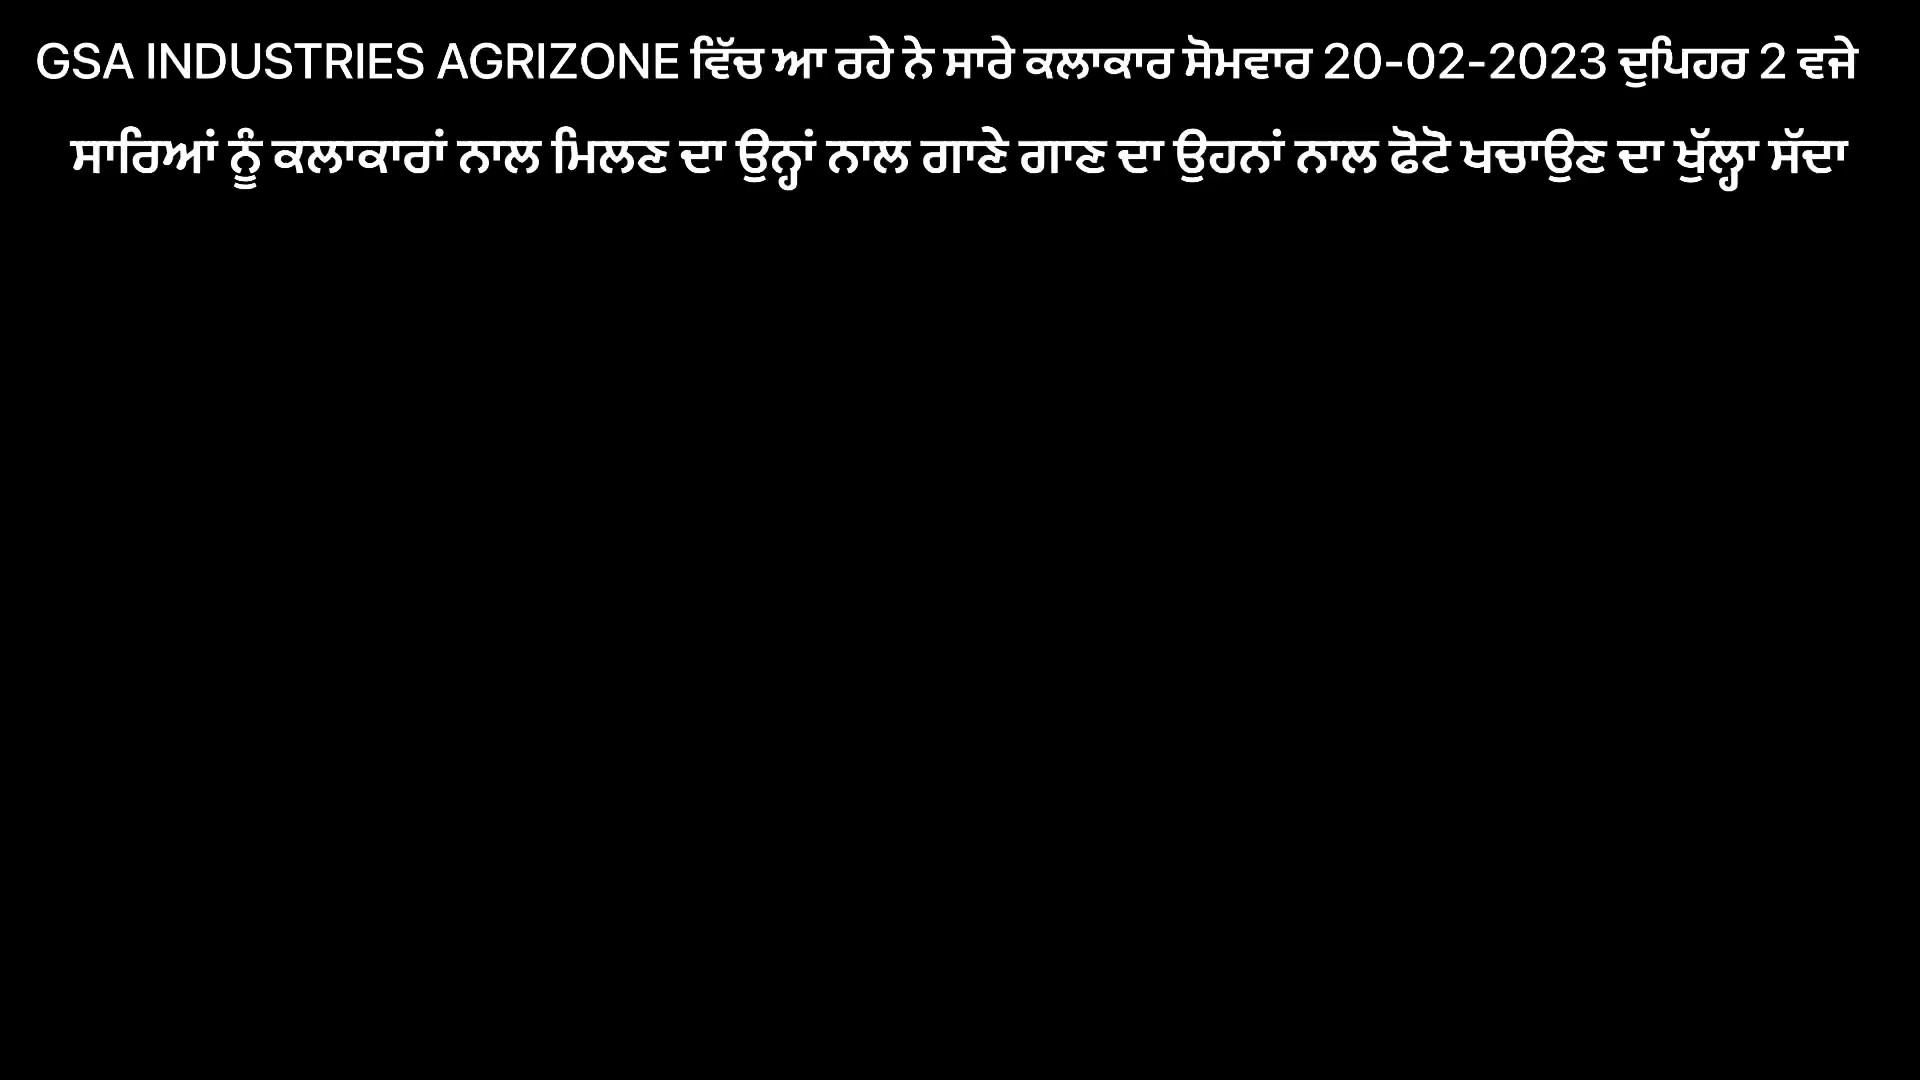 GSA INDUSTRIES AGRIZONE ਵਿੱਚ ਆ ਰਹੇ ਨੇ ਸਾਰੇ ਕਲਾਕਾਰ ਸੋਮਵਾਰ 20-02-2023 ਦੁਪਿਹਰ 2 ਵਜੇ
ਸਾਰਿਆਂ ਨੂੰ ਕਲਾਕਾਰਾਂ ਨਾਲ ਮਿਲਣ ਦਾ ਉਨ੍ਹਾਂ ਨਾਲ ਗਾਣੇ ਗਾਣ ਦਾ ਉਹਨਾਂ ਨਾਲ ਫੋਟੋ ਖਚਾਉਣ ਦਾ ਖੁੱਲ੍ਹਾ ਸੱਦਾ